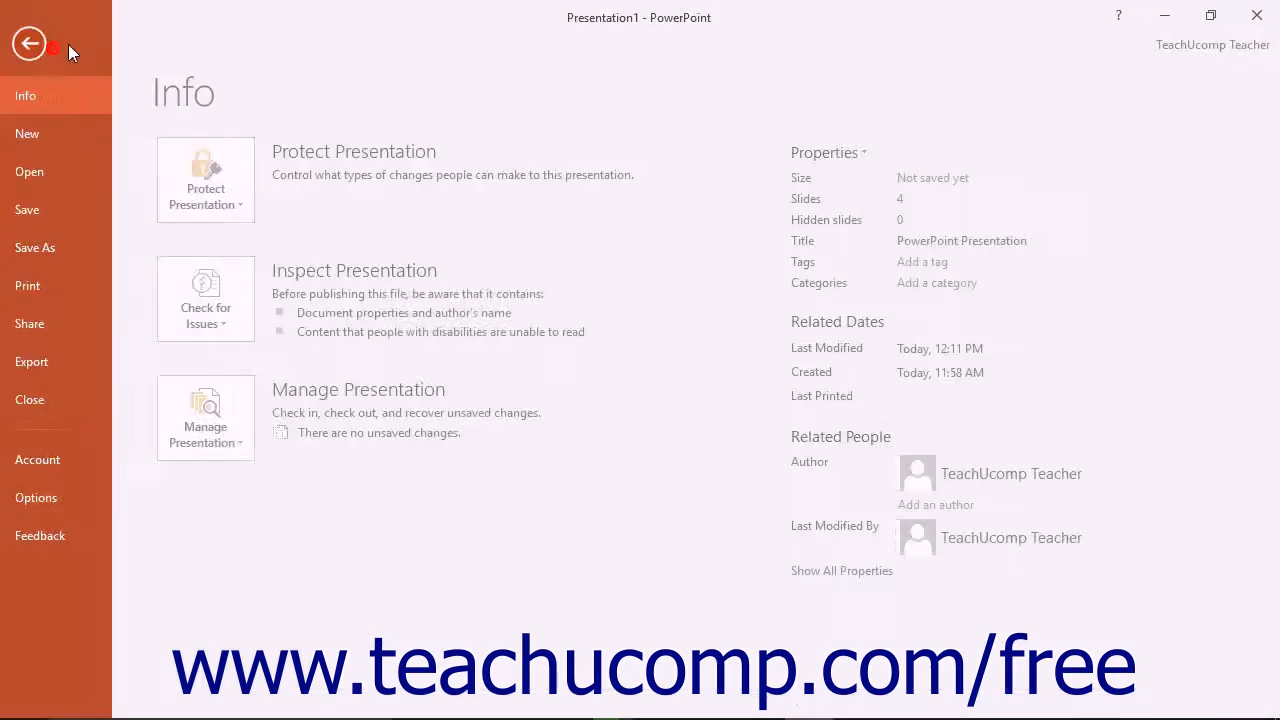 Presentation1 - PowerPoint
?
TeachUcomp Teacher
Info
New
Open
Save
Save As
Print
Share
Export
Close
Account
Options
Feedback
Info
Protect Presentation
Protect Presentation
Control what types of changes people can make to this presentation.
Check for Issues
Inspect Presentation
Before publishing this file, be aware that it contains:
Document properties and author's name
Content that people with disabilities are unable to read
Manage Presentation
Manage Presentation
Check in, check out, and recover unsaved changes.
There are no unsaved changes.
Properties
Size Not saved yet
Slides 4
Hidden slides 0
Title PowerPoint Presentation
Tags Add a tag
Categories Add a category
Related Dates
Last Modified Today, 12:11 PM
Created Today, 11:58 AM
Last Printed
Related People
Author TeachUcomp Teacher
Add an author
Last Modified By TeachUcomp Teacher
Show All Properties
www.teachucomp.com/free